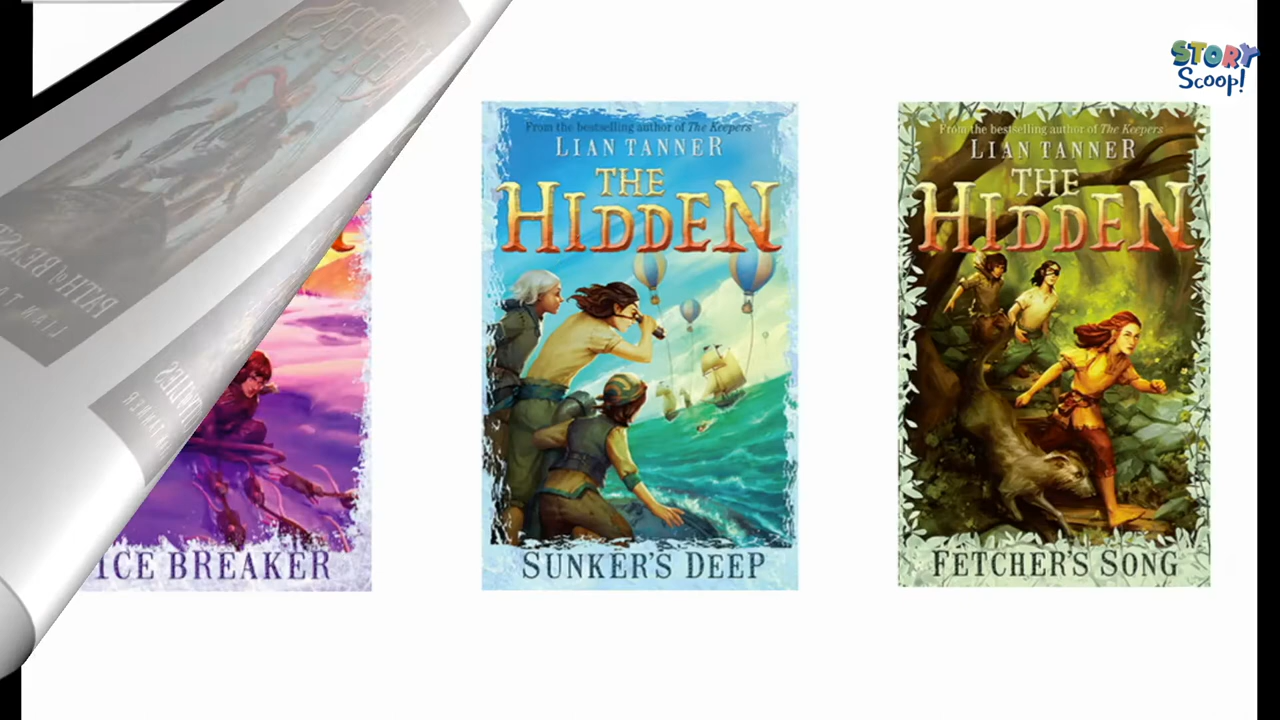 STORY
Scoop!
ICE BREAKER
From the bestselling author of The Keepers
LIAN TANNER
THE
HIDDEN
SUNKER'S DEEP
From the bestselling author of The Keepers
LIAN TANNER
THE
HIDDEN
FETCHER'S SONG